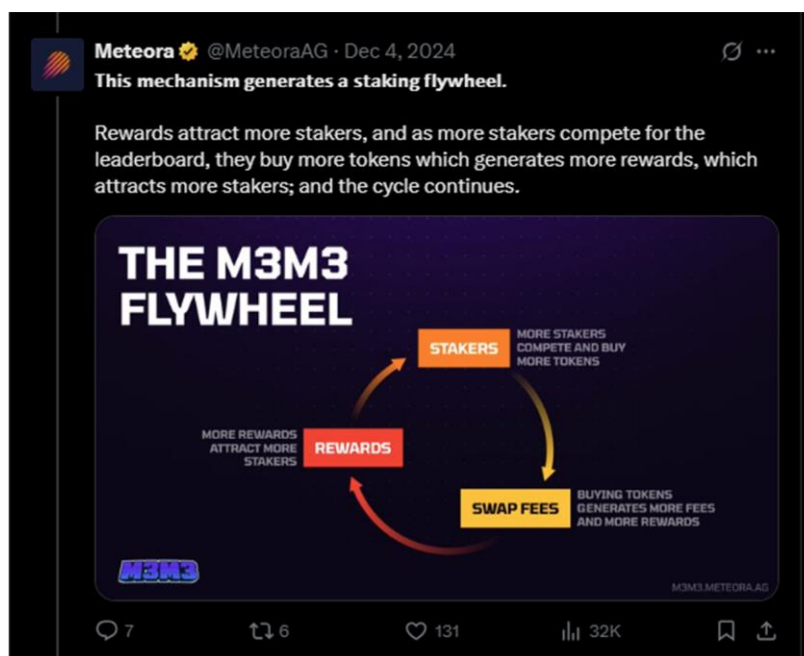 Meteora @MeteoraAG · Dec 4, 2024
This mechanism generates a staking flywheel.
Rewards attract more stakers, and as more stakers compete for the
leaderboard, they buy more tokens which generates more rewards, which
attracts more stakers; and the cycle continues.
THE M3M3
FLYWHEEL
STAKERS
MORE STAKERS
COMPETE AND BUY
MORE TOKENS
MORE REWARDS
ATTRACT MORE
STAKERS
REWARDS
SWAP FEES
BUYING TOKENS
GENERATES MORE FEES
AND MORE REWARDS
M3M3
M3M3.METEORA.AG
7 6 131 32K